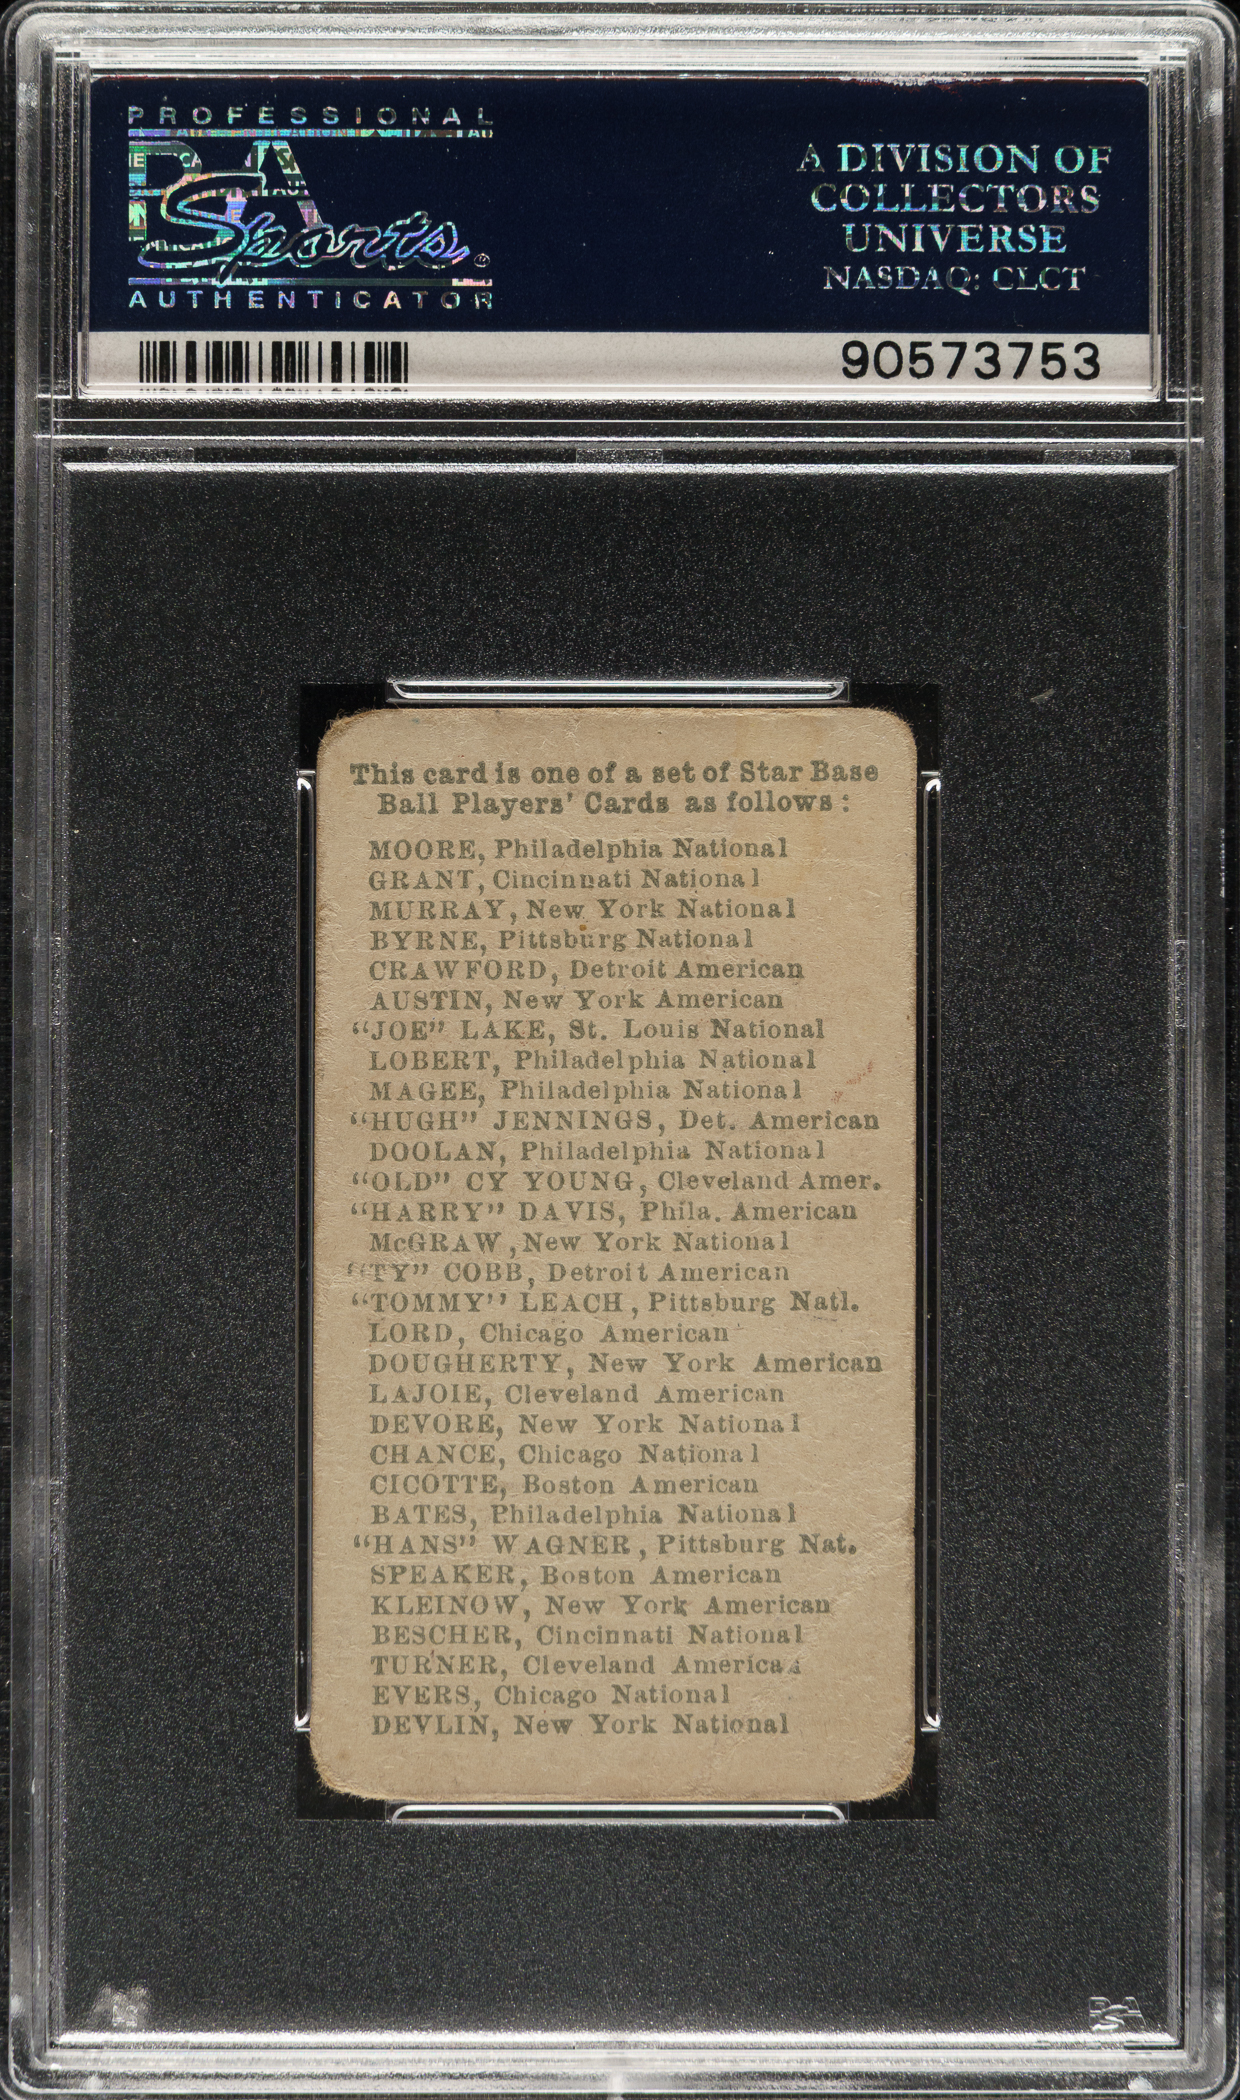 PROFESSIONAL
PSA
Sports
AUTHENTICATOR
A DIVISION OF
COLLECTORS
UNIVERSE
NASDAQ: CLCT
90573753
This card is one of a set of Star Base
Ball Players' Cards as follows:
MOORE, Philadelphia National
GRANT, Cincinnati National
MURRAY, New York National
BYRNE, Pittsburg National
CRAWFORD, Detroit American
AUSTIN, New York American
“JOE” LAKE, St. Louis National
LOBERT, Philadelphia National
MAGEE, Philadelphia National
“HUGH” JENNINGS, Det. American
DOOLAN, Philadelphia National
“OLD” CY YOUNG, Cleveland Amer.
“HARRY” DAVIS, Phila. American
McGRAW, New York National
“TY” COBB, Detroit American
“TOMMY” LEACH, Pittsburg Natl.
LORD, Chicago American
DOUGHERTY, New York American
LAJOIE, Cleveland American
DEVORE, New York National
CHANCE, Chicago National
CICOTTE, Boston American
BATES, Philadelphia National
“HANS” WAGNER, Pittsburg Nat.
SPEAKER, Boston American
KLEINOW, New York American
BESCHER, Cincinnati National
TURNER, Cleveland American
EVERS, Chicago National
DEVLIN, New York National
PSA